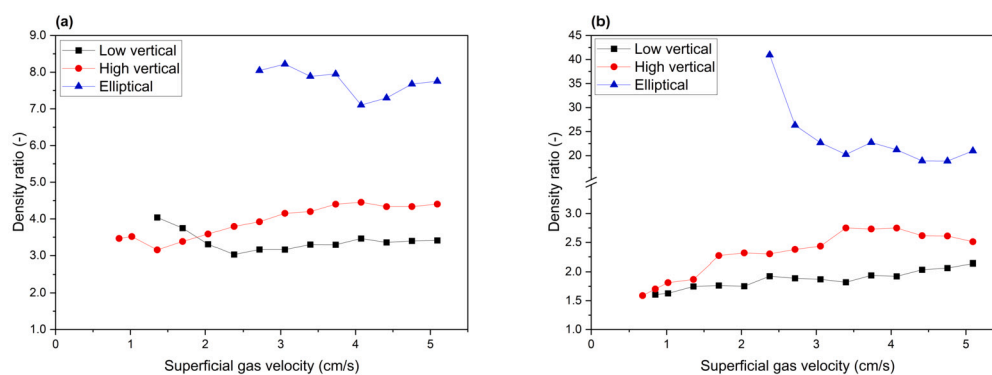 (a)
9.0
8.0
7.0
6.0
5.0
4.0
3.0
2.0
1.0
0
1
2
3
4
5
Density ratio (-)
Superficial gas velocity (cm/s)
Low vertical
High vertical
Elliptical
(b)
45
40
35
30
25
20
3.0
2.5
2.0
1.5
1.0
0
1
2
3
4
5
Density ratio (-)
Superficial gas velocity (cm/s)
Low vertical
High vertical
Elliptical